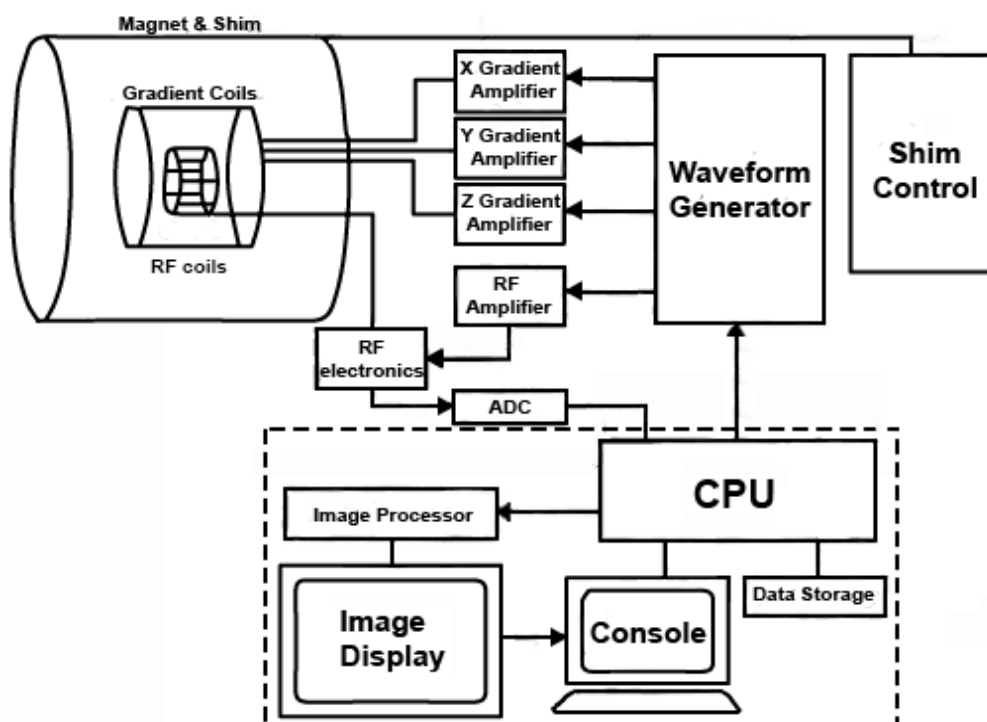 Magnet & Shim
Gradient Coils
RF coils
X Gradient
Amplifier
Y Gradient
Amplifier
Z Gradient
Amplifier
RF
Amplifier
Waveform
Generator
Shim
Control
RF
electronics
ADC
CPU
Image Processor
Data Storage
Image
Display
Console